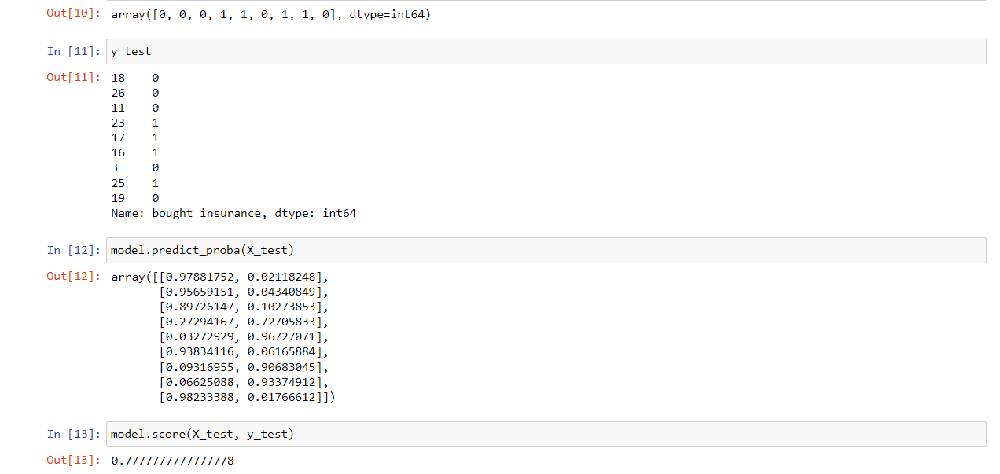 Out[10]: array([0, 0, 0, 1, 1, 0, 1, 1, 0], dtype=int64)
In [11]: y_test
Out[11]: 18    0
26    0
11    0
23    1
17    1
16    1
3     0
25    1
19    0
Name: bought_insurance, dtype: int64
In [12]: model.predict_proba(X_test)
Out[12]: array([[0.97881752, 0.02118248],
[0.95659151, 0.04340849],
[0.89726147, 0.10273853],
[0.27294167, 0.72705833],
[0.03272929, 0.96727071],
[0.93834116, 0.06165884],
[0.09316955, 0.90683045],
[0.06625088, 0.93374912],
[0.98233388, 0.01766612]])
In [13]: model.score(X_test, y_test)
Out[13]: 0.7777777777777778